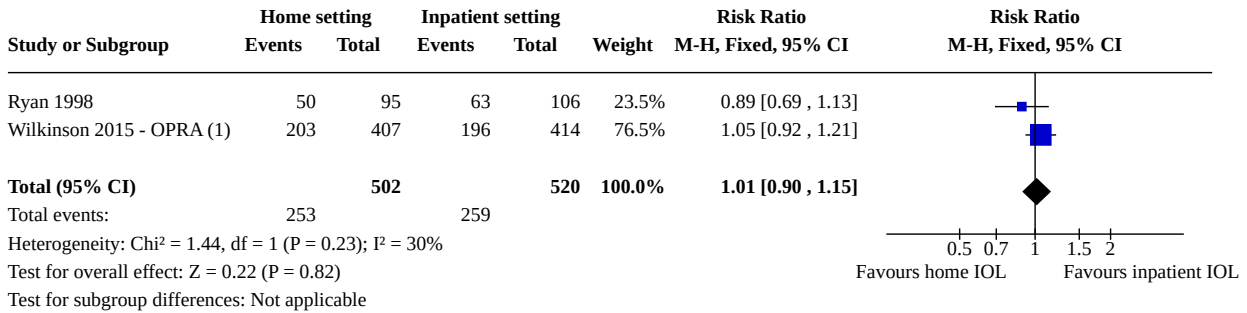 Home setting Inpatient setting Risk Ratio Risk Ratio
Study or Subgroup Events Total Events Total Weight M-H, Fixed, 95% CI M-H, Fixed, 95% CI
Ryan 1998 50 95 63 106 23.5% 0.89 [0.69 , 1.13]
Wilkinson 2015 - OPRA (1) 203 407 196 414 76.5% 1.05 [0.92 , 1.21]
Total (95% CI) 502 520 100.0% 1.01 [0.90 , 1.15]
Total events: 253 259
Heterogeneity: Chi² = 1.44, df = 1 (P = 0.23); I² = 30%
0.5 0.7 1 1.5 2
Test for overall effect: Z = 0.22 (P = 0.82) Favours home IOL Favours inpatient IOL
Test for subgroup differences: Not applicable